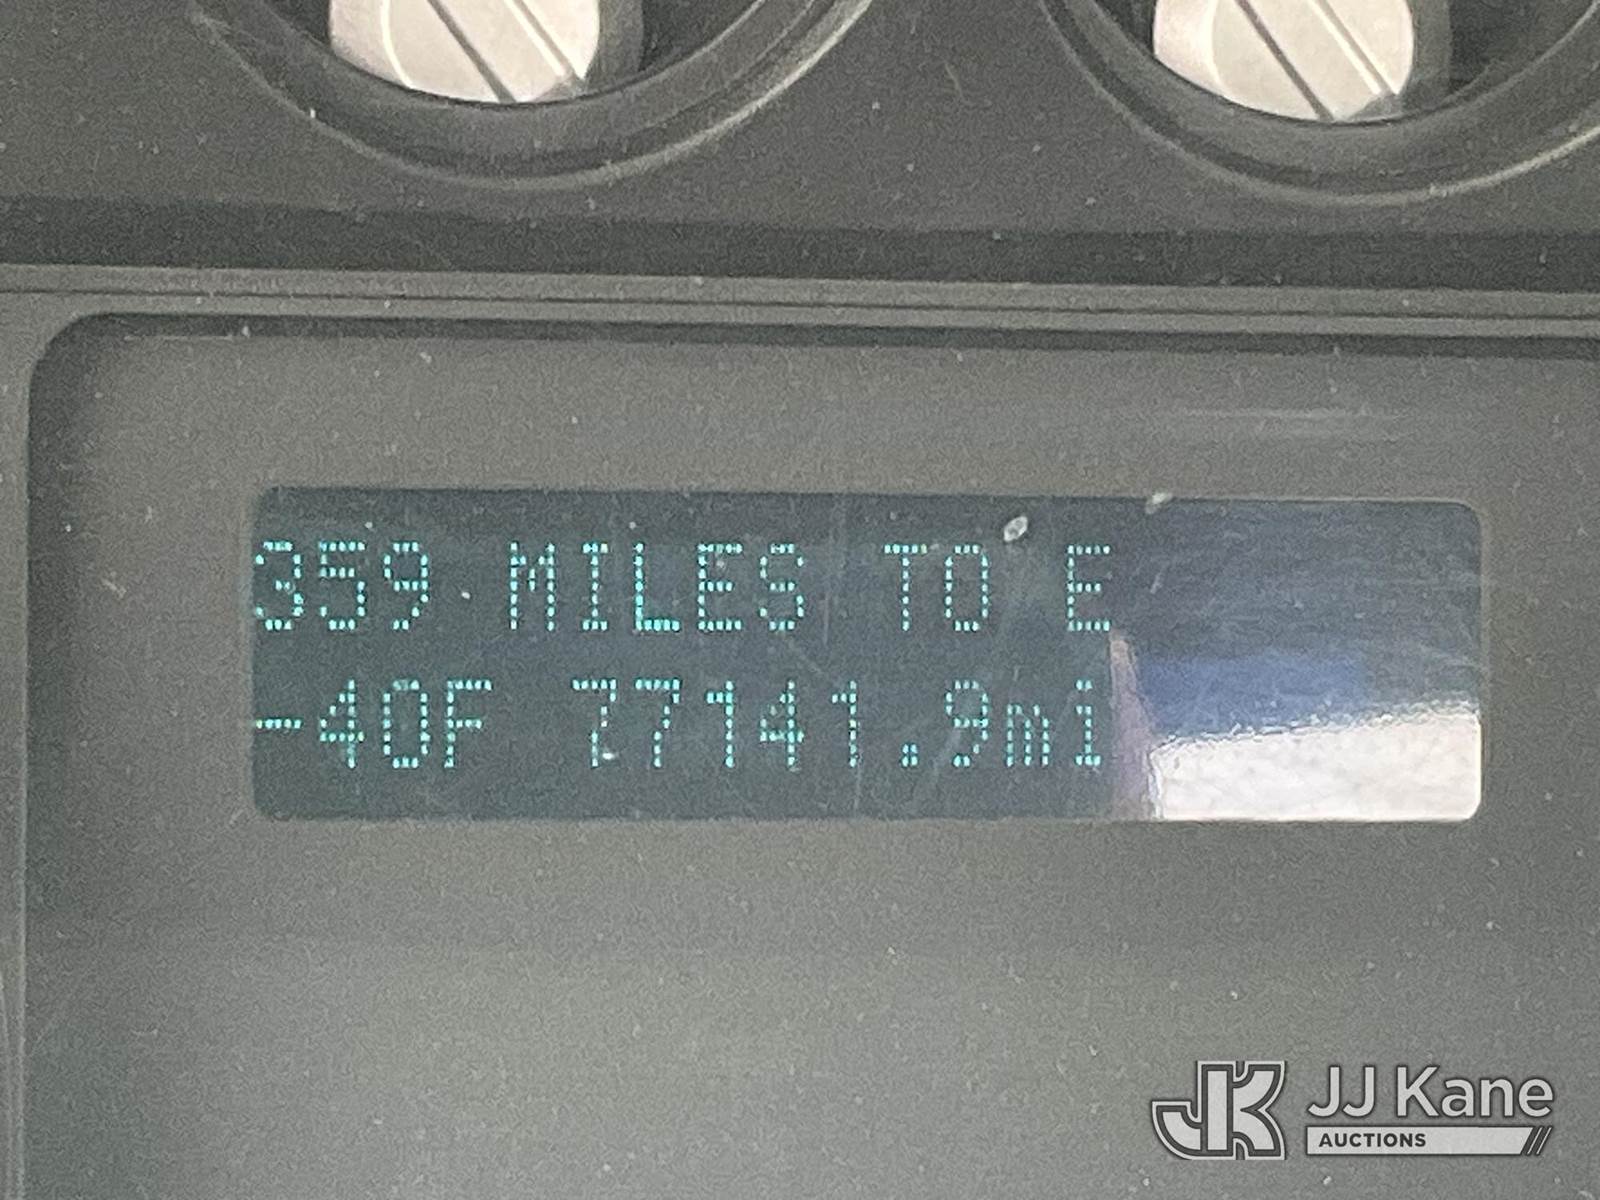 359 MILES TO E
-40F 77141.9mi
JJ Kane
AUCTIONS